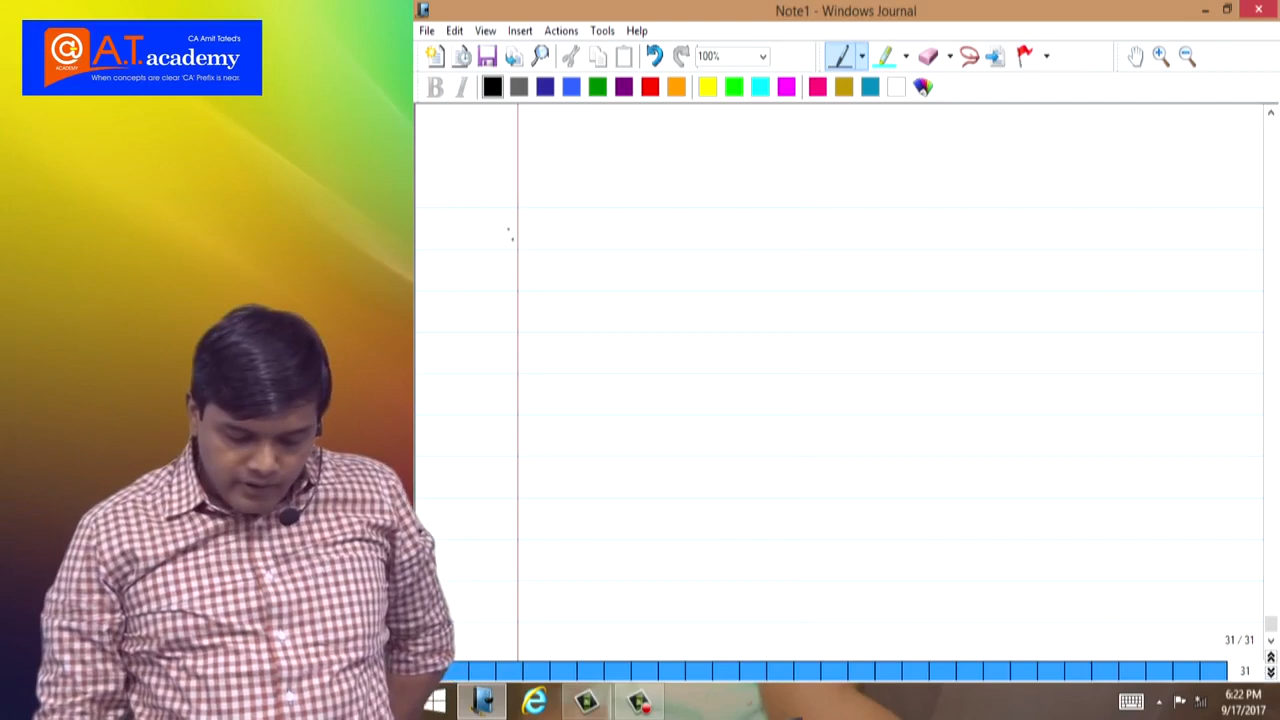 Note1 - Windows Journal
CA Amit Tated's
@ A.T. academy
ACADEMY
When concepts are clear 'CA' Prefix is near.
File Edit View Insert Actions Tools Help
100%
B I
31 / 31
31
6:22 PM
9/17/2017